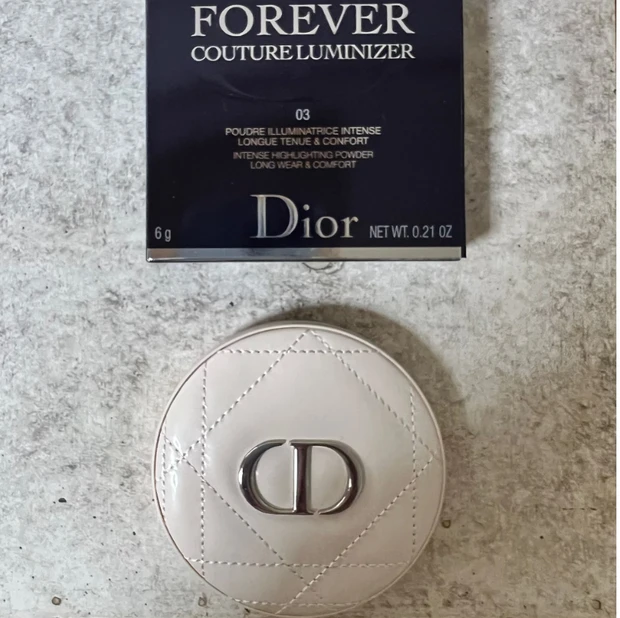 FOREVER
COUTURE LUMINIZER
03
POUDRE ILLUMINATRICE INTENSE
LONGUE TENUE & CONFORT
INTENSE HIGHLIGHTING POWDER
LONG WEAR & COMFORT
6 g Dior NET WT. 0.21 OZ
CD